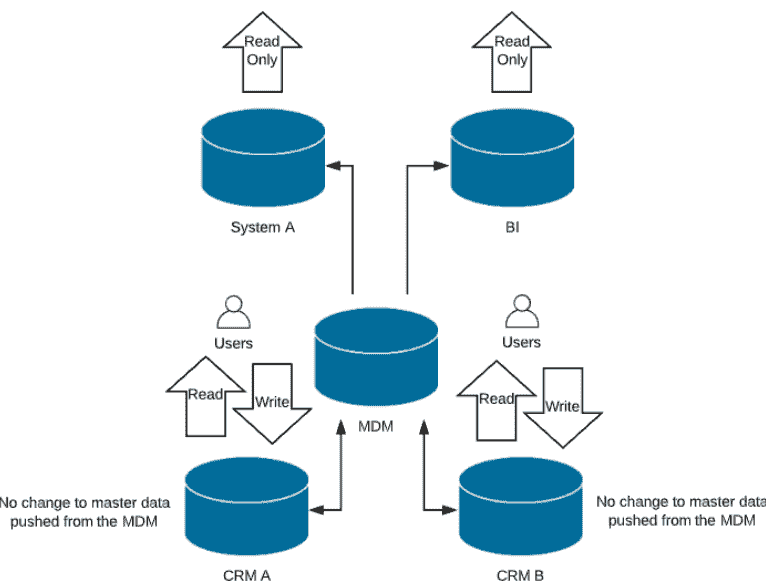 Read
Only
Read
Only
System A
BI
Users
Users
Read
Write
Read
Write
MDM
No change to master data
pushed from the MDM
No change to master data
pushed from the MDM
CRM A
CRM B